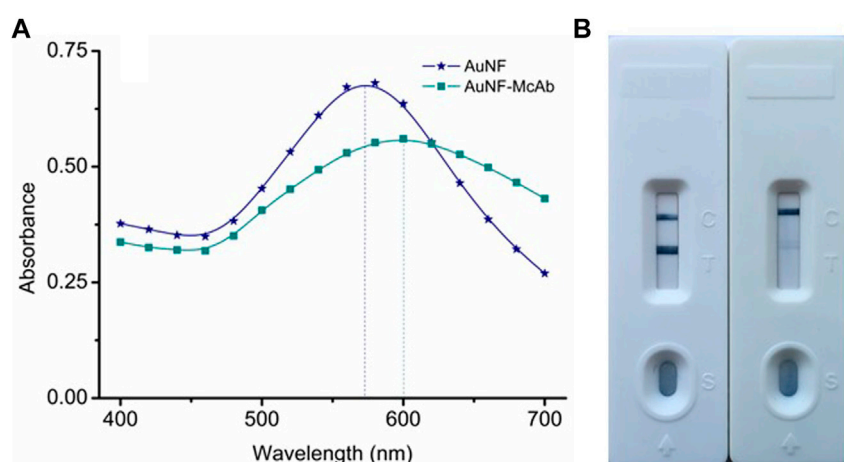 A
0.75
0.50
0.25
0.00
Absorbance
400
500
600
700
Wavelength (nm)
AuNF
AuNF-McAb
B
C
T
S
C
T
S